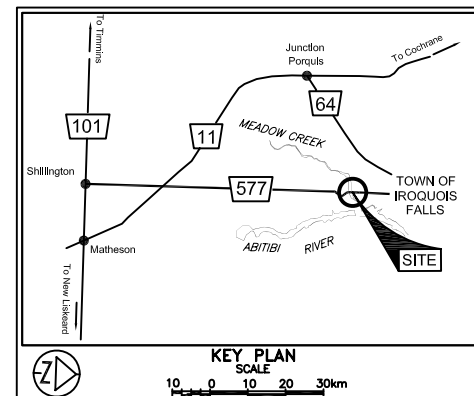 To Timmins
Junction
Porquis
To Cochrane
101
11
64
MEADOW CREEK
Shillington
577
TOWN OF
IROQUOIS
FALLS
ABITIBI RIVER
Matheson
SITE
To New Liskeard
Z
KEY PLAN
SCALE
10 0 10 20 30km